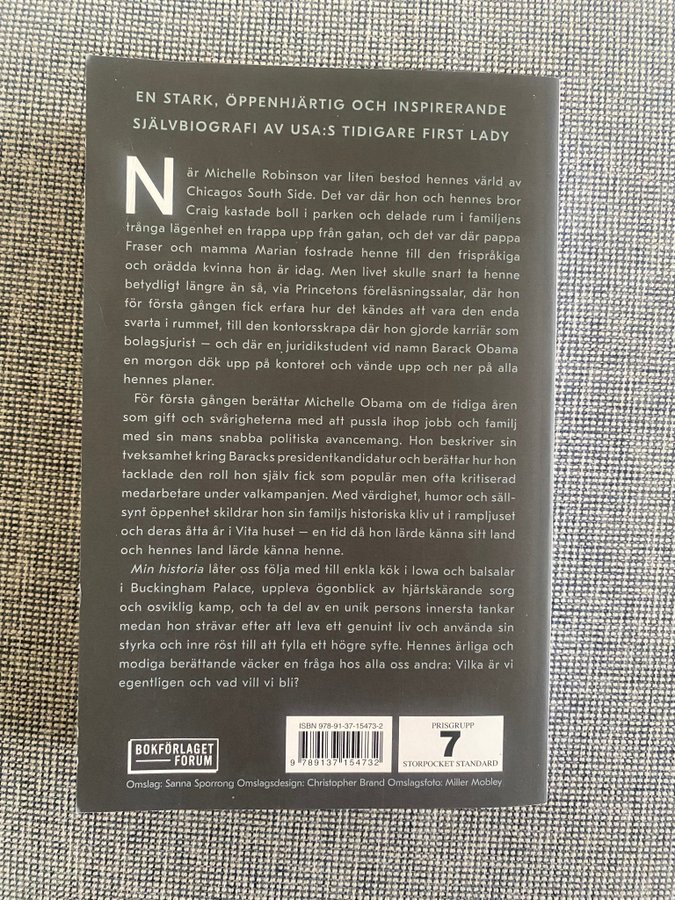 EN STARK, ÖPPENHJÄRTIG OCH INSPIRERANDE
SJÄLVBIOGRAFI AV USA:S TIDIGARE FIRST LADY
När Michelle Robinson var liten bestod hennes värld av
Chicagos South Side. Det var där hon och hennes bror
Craig kastade boll i parken och delade rum i familjens
trånga lägenhet en trappa upp från gatan, och det var där pappa
Fraser och mamma Marian fostrade henne till den frispråkiga
och orädda kvinna hon är idag. Men livet skulle snart ta henne
betydligt längre än så, via Princetons föreläsningssalar, där hon
för första gången fick erfara hur det kändes att vara den enda
svarta i rummet, till den kontorsskrapa där hon gjorde karriär som
bolagsjurist – och där en juridikstudent vid namn Barack Obama
en morgon dök upp på kontoret och vände upp och ner på alla
hennes planer.
För första gången berättar Michelle Obama om de tidiga åren
som gift och svårigheterna med att pussla ihop jobb och familj
med sin mans snabba politiska avancemang. Hon beskriver sin
tveksamhet kring Baracks presidentkandidatur och berättar hur hon
tacklade den roll hon själv fick som populär men ofta kritiserad
medarbetare under valkampanjen. Med värdighet, humor och säll-
synt öppenhet skildrar hon sin familjs historiska kliv ut i rampljuset
och deras åtta år i Vita huset – en tid då hon lärde känna sitt land
och hennes land lärde känna henne.
Min historia låter oss följa med till enkla kök i Iowa och balsalar
i Buckingham Palace, uppleva ögonblick av hjärtskärande sorg
och osviklig kamp, och ta del av en unik persons innersta tankar
medan hon strävar efter att leva ett genuint liv och använda sin
styrka och inre röst till att fylla ett högre syfte. Hennes ärliga och
modiga berättande väcker en fråga hos alla oss andra: Vilka är vi
egentligen och vad vill vi bli?
ISBN 978-91-37-15473-2
9 789137 154732
PRISGRUPP
7
STORPOCKET STANDARD
BOKFÖRLAGET
FORUM
Omslag: Sanna Sporrong Omslagsdesign: Christopher Brand Omslagsfoto: Miller Mobley